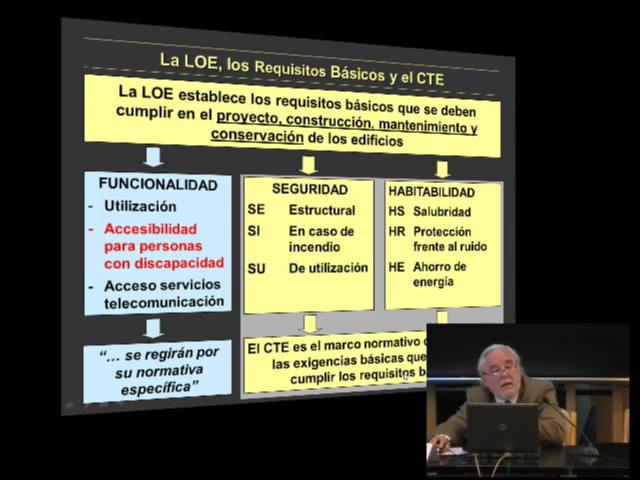 La LOE, los Requisitos Básicos y el CTE
La LOE establece los requisitos básicos que se deben
cumplir en el proyecto, construcción, mantenimiento y
conservación de los edificios
FUNCIONALIDAD
- Utilización
- Accesibilidad
para personas
con discapacidad
- Acceso servicios
telecomunicación
“… se regirán por
su normativa
específica”
SEGURIDAD
SE Estructural
SI En caso de
incendio
SU De utilización
HABITABILIDAD
HS Salubridad
HR Protección
frente al ruido
HE Ahorro de
energía
El CTE es el marco normativo
las exigencias básicas que
cumplir los requisitos